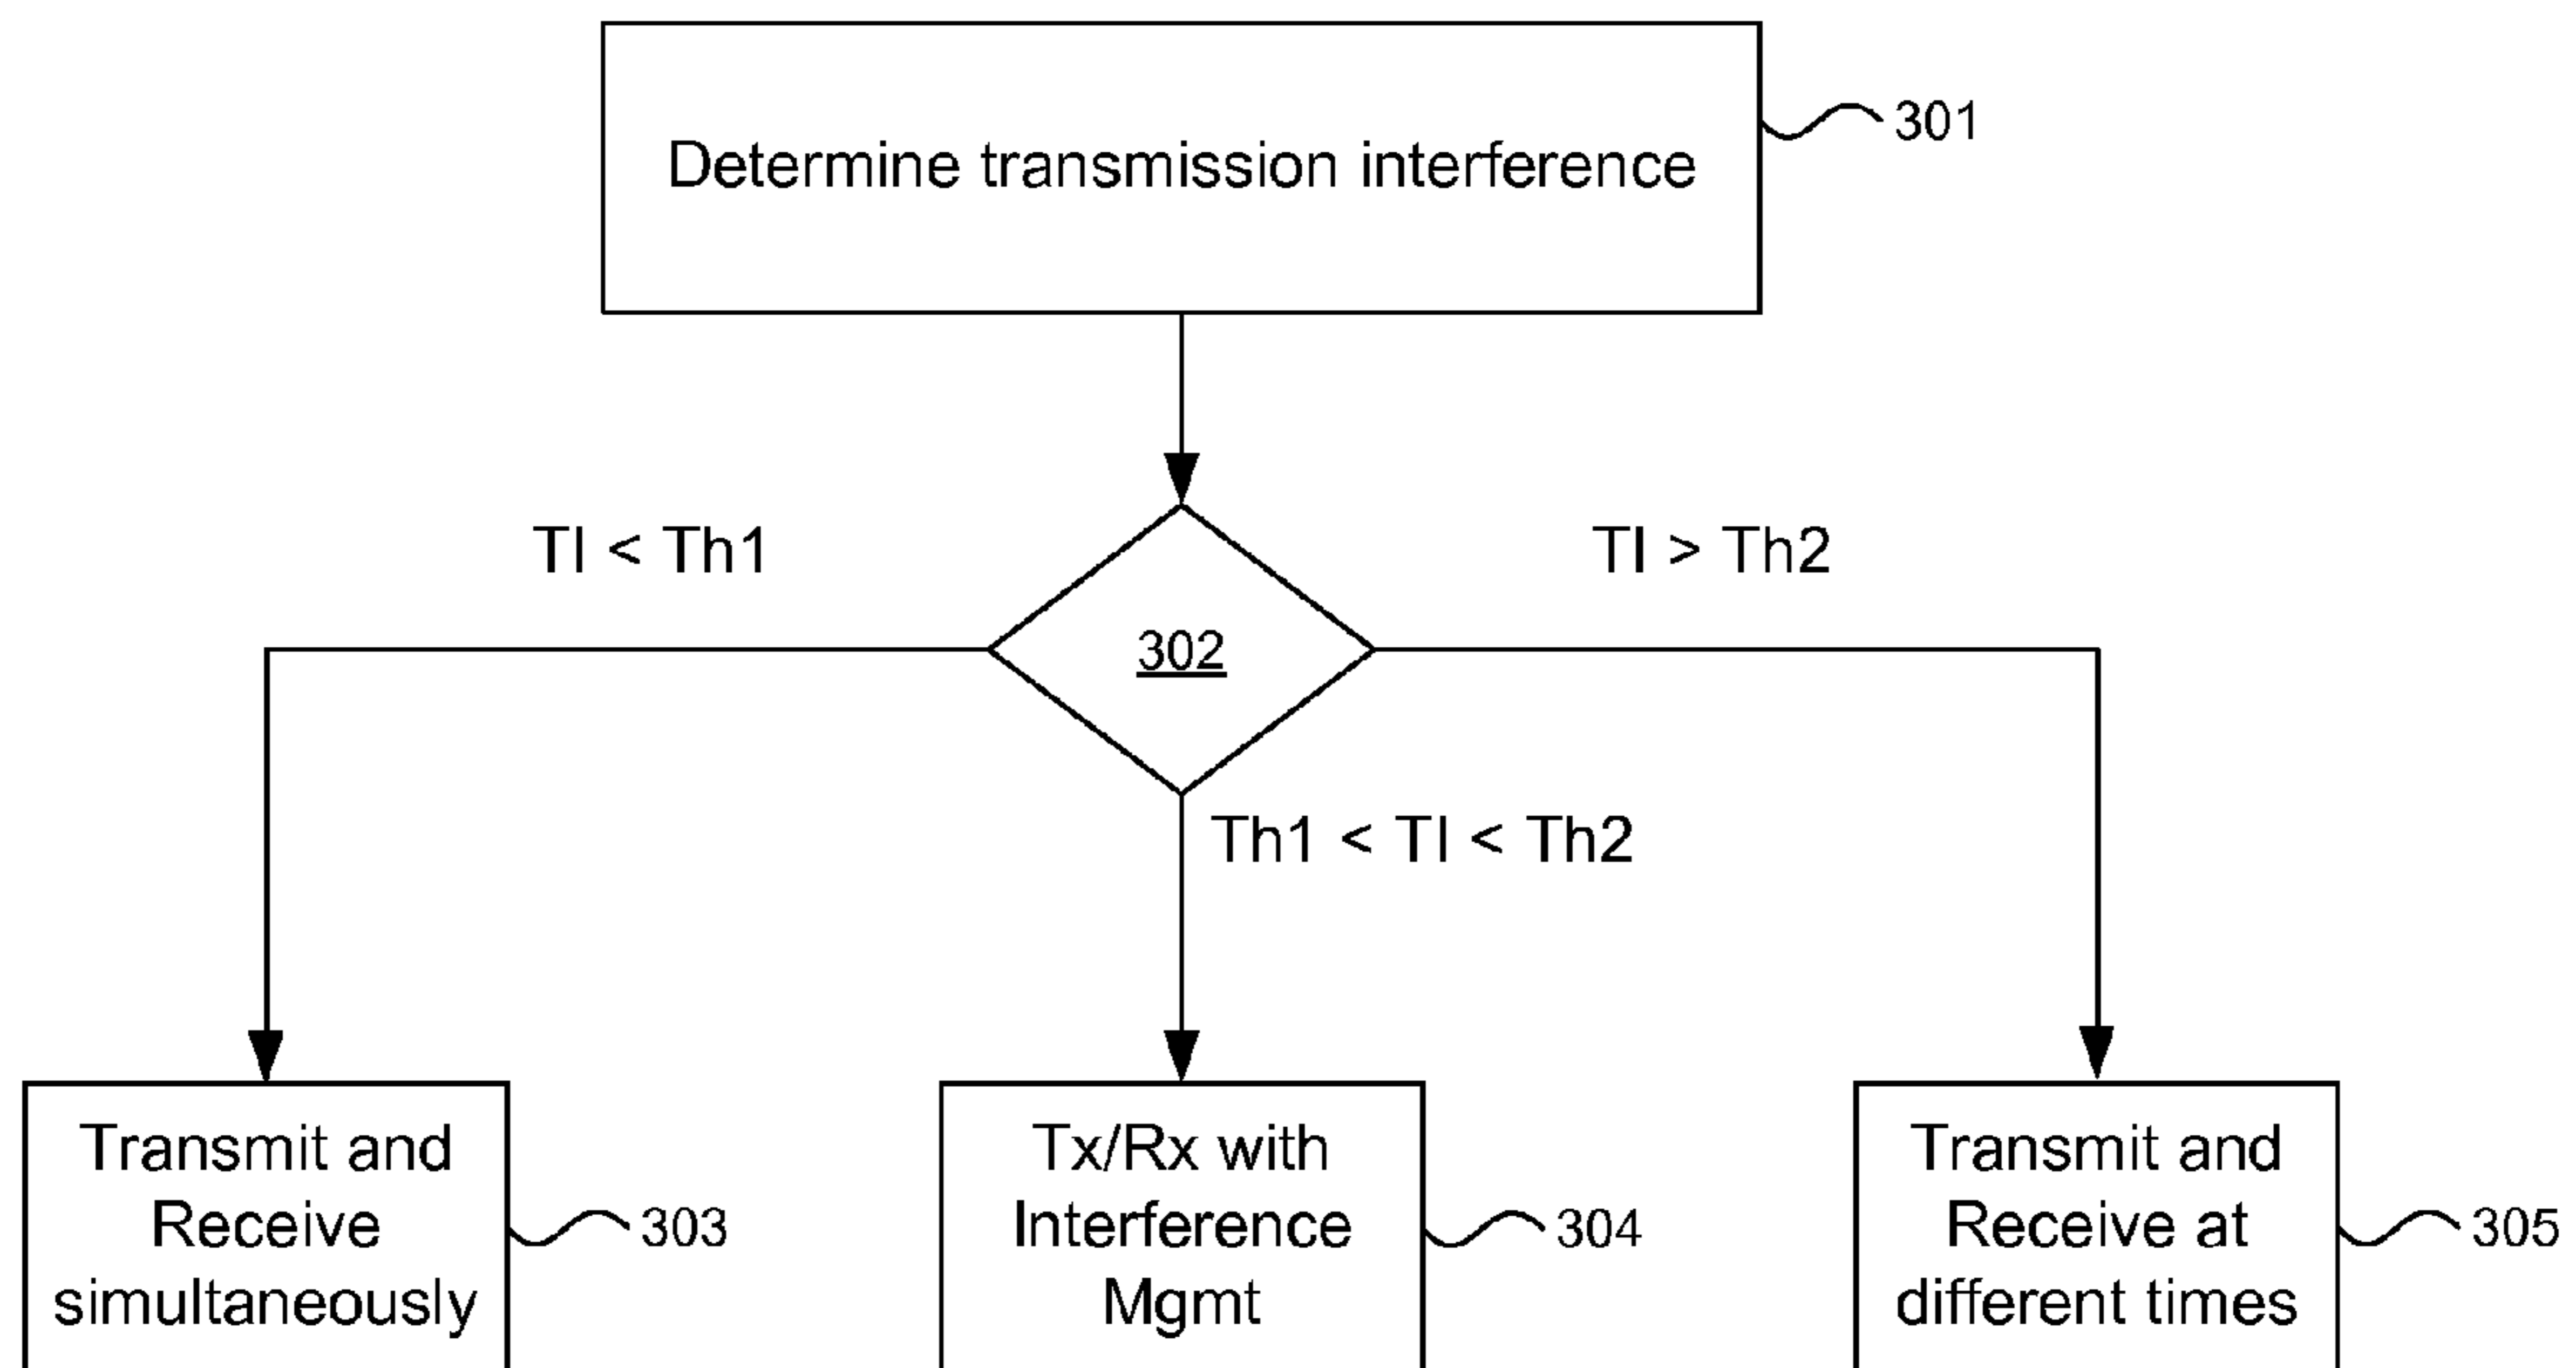 Determine transmission interference
301
TI < Th1
TI > Th2
302
Th1 < TI < Th2
Transmit and
Receive
simultaneously
303
Tx/Rx with
Interference
Mgmt
304
Transmit and
Receive at
different times
305